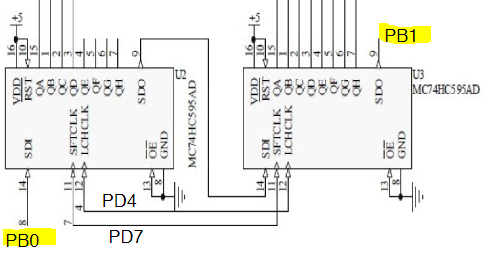 +5
+5
PB1
16
10
15
1
2
3
4
5
6
7
9
16
10
15
1
2
3
4
5
6
7
9
VDD
RST
QA
QB
QC
QD
QE
QF
QG
QH
SDO
U2
MC74HC595AD
VDD
RST
QA
QB
QC
QD
QE
QF
QG
QH
SDO
U3
MC74HC595AD
SDI
SFTCLK
LCHCLK
OE
GND
SDI
SFTCLK
LCHCLK
OE
GND
14
11
12
13
8
14
11
12
13
8
8
7
4
PD4
PB0
PD7